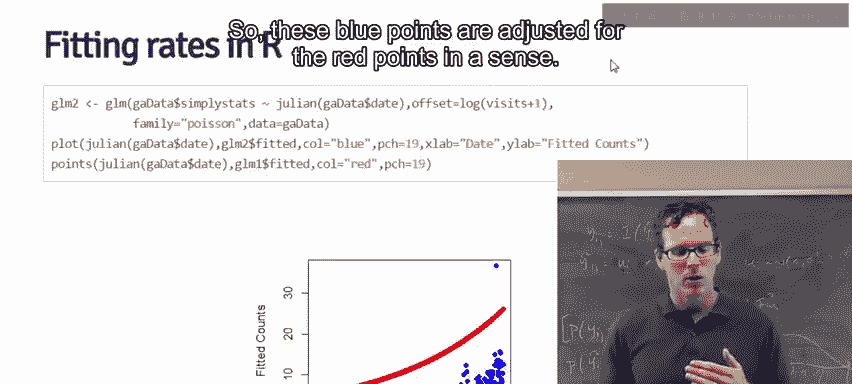 So, these blue points are adjusted for
the red points in a sense.
Fitting rates in R
glm2 <- glm(gaData$simplystats ~ julian(gaData$date),offset=log(visits+1),
family="poisson",data=gaData)
plot(julian(gaData$date),glm2$fitted,col="blue",pch=19,xlab="Date",ylab="Fitted Counts")
points(julian(gaData$date),glm1$fitted,col="red",pch=19)
30
20
10
Fitted Counts